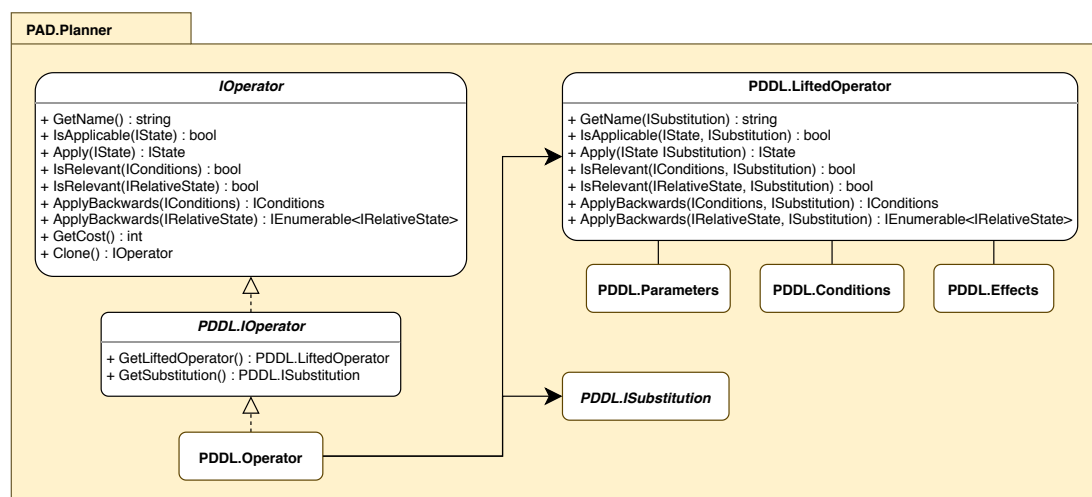 PAD.Planner
IOperator
+ GetName() : string
+ IsApplicable(IState) : bool
+ Apply(IState) : IState
+ IsRelevant(IConditions) : bool
+ IsRelevant(IRelativeState) : bool
+ ApplyBackwards(IConditions) : IConditions
+ ApplyBackwards(IRelativeState) : IEnumerable<IRelativeState>
+ GetCost() : int
+ Clone() : IOperator
PDDL.LiftedOperator
+ GetName(ISubstitution) : string
+ IsApplicable(IState, ISubstitution) : bool
+ Apply(IState ISubstitution) : IState
+ IsRelevant(IConditions, ISubstitution) : bool
+ IsRelevant(IRelativeState, ISubstitution) : bool
+ ApplyBackwards(IConditions, ISubstitution) : IConditions
+ ApplyBackwards(IRelativeState, ISubstitution) : IEnumerable<IRelativeState>
PDDL.Parameters
PDDL.Conditions
PDDL.Effects
PDDL.IOperator
+ GetLiftedOperator() : PDDL.LiftedOperator
+ GetSubstitution() : PDDL.ISubstitution
PDDL.ISubstitution
PDDL.Operator